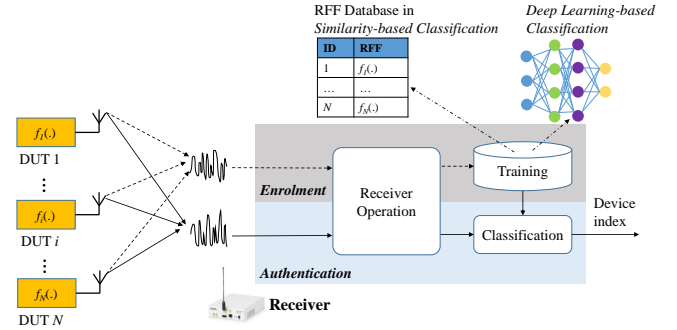 RFF Database in
Similarity-based Classification
Deep Learning-based
Classification
ID RFF
1 f1(.)
... ...
N fN(.)
f1(.)
DUT 1
...
fi(.)
DUT i
...
fN(.)
DUT N
Enrolment
Receiver
Operation
Training
Classification
Device
index
Authentication
Receiver